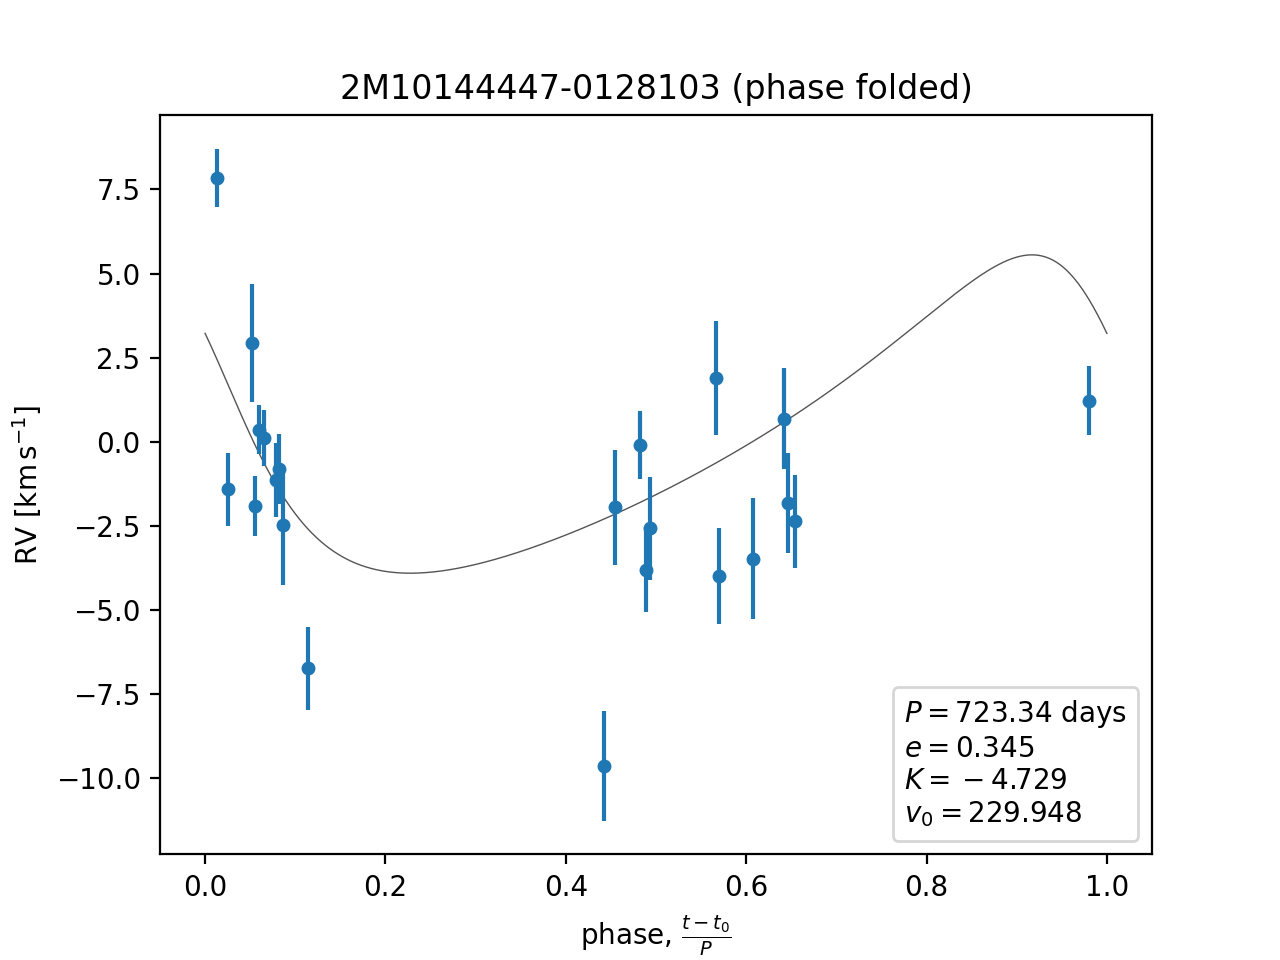 2M10144447-0128103 (phase folded)
RV [km s⁻¹]
7.5
5.0
2.5
0.0
−2.5
−5.0
−7.5
−10.0
P = 723.34 days
e = 0.345
K = −4.729
v₀ = 229.948
0.0 0.2 0.4 0.6 0.8 1.0
phase, (t − t₀)/P